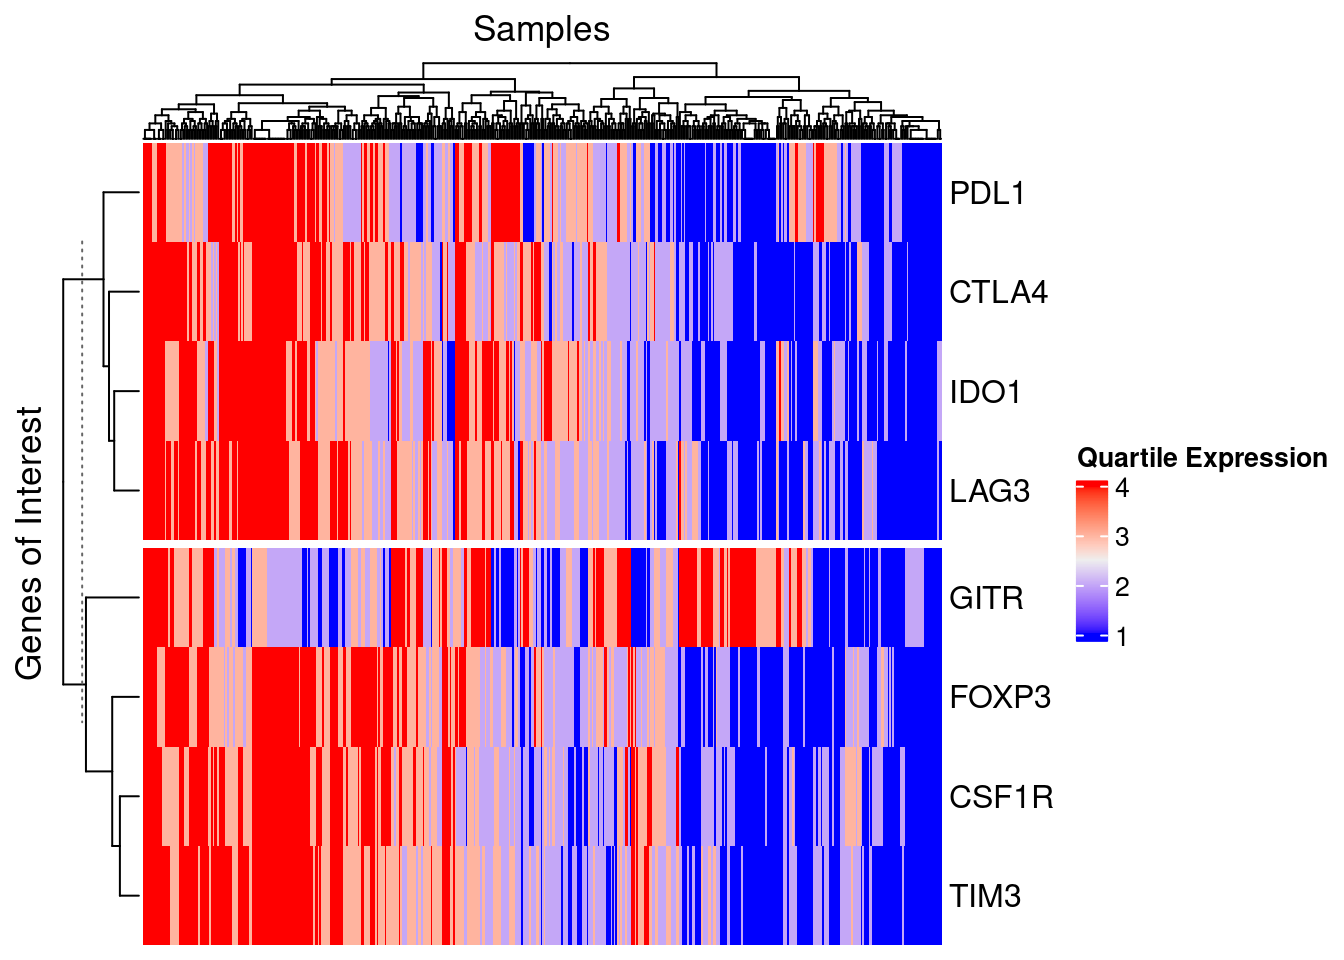 Samples
PDL1
CTLA4
IDO1
LAG3
GITR
FOXP3
CSF1R
TIM3
Genes of Interest
Quartile Expression
4
3
2
1